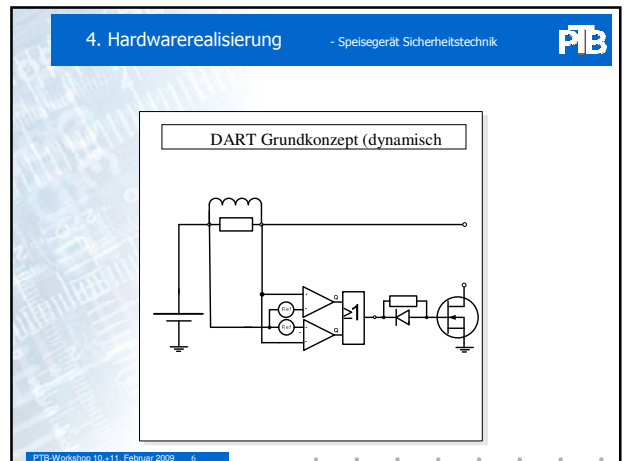 4. Hardwarerealisierung - Speisegerät Sicherheitstechnik PTB
DART Grundkonzept (dynamisch
Ref
Ref
Q
Q
≥1
+
-
+
-
PTB-Workshop 10.+11. Februar 2009 6